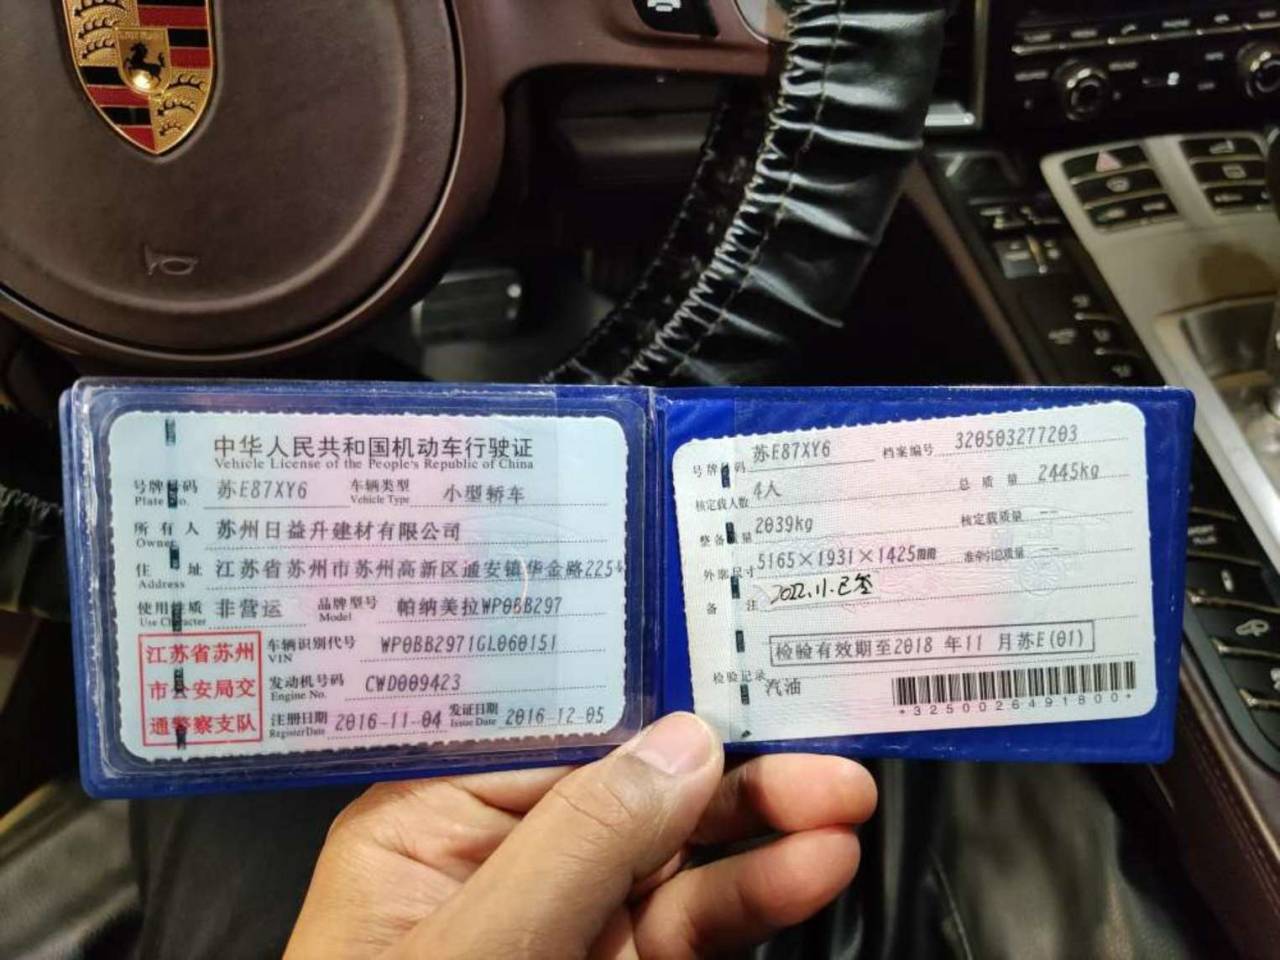 中华人民共和国机动车行驶证
Vehicle License of the People's Republic of China
号牌号码 苏E87XY6 车辆类型 小型轿车
Plate No. Vehicle Type
所有人 苏州日益升建材有限公司
Owner
住址 江苏省苏州市苏州高新区通安镇华金路225
Address
使用性质 非营运 品牌型号 帕纳美拉WP0BB297
Use Character Model
江苏省苏州
市公安局交
通警察支队
车辆识别代号 WP0BB2971GL060151
VIN
发动机号码 CWD009423
Engine No.
注册日期 2016-11-04 发证日期 2016-12-05
Register Date Issue Date
号牌号码 苏E87XY6 档案编号 320503277203
核定载人数 4人 总质量 2445kg
整备质量 2039kg 核定载质量 --
外廓尺寸 5165×1931×1425mm 准牵引总质量 --
备注 2022.11.已签
检验有效期至2018 年11 月苏E(01)
检验记录 汽油
+3250026491800+